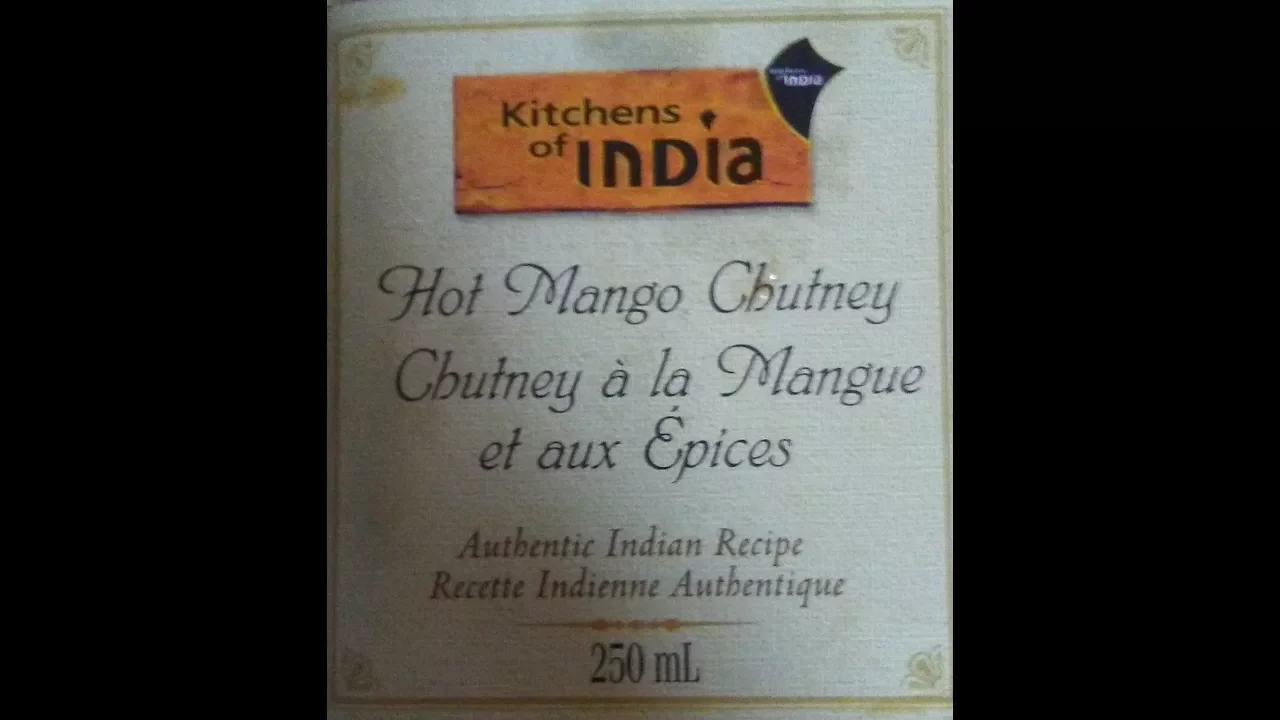 Kitchens
of INDIA
Hot Mango Chutney
Chutney à la Mangue
et aux Épices
Authentic Indian Recipe
Recette Indienne Authentique
250 mL